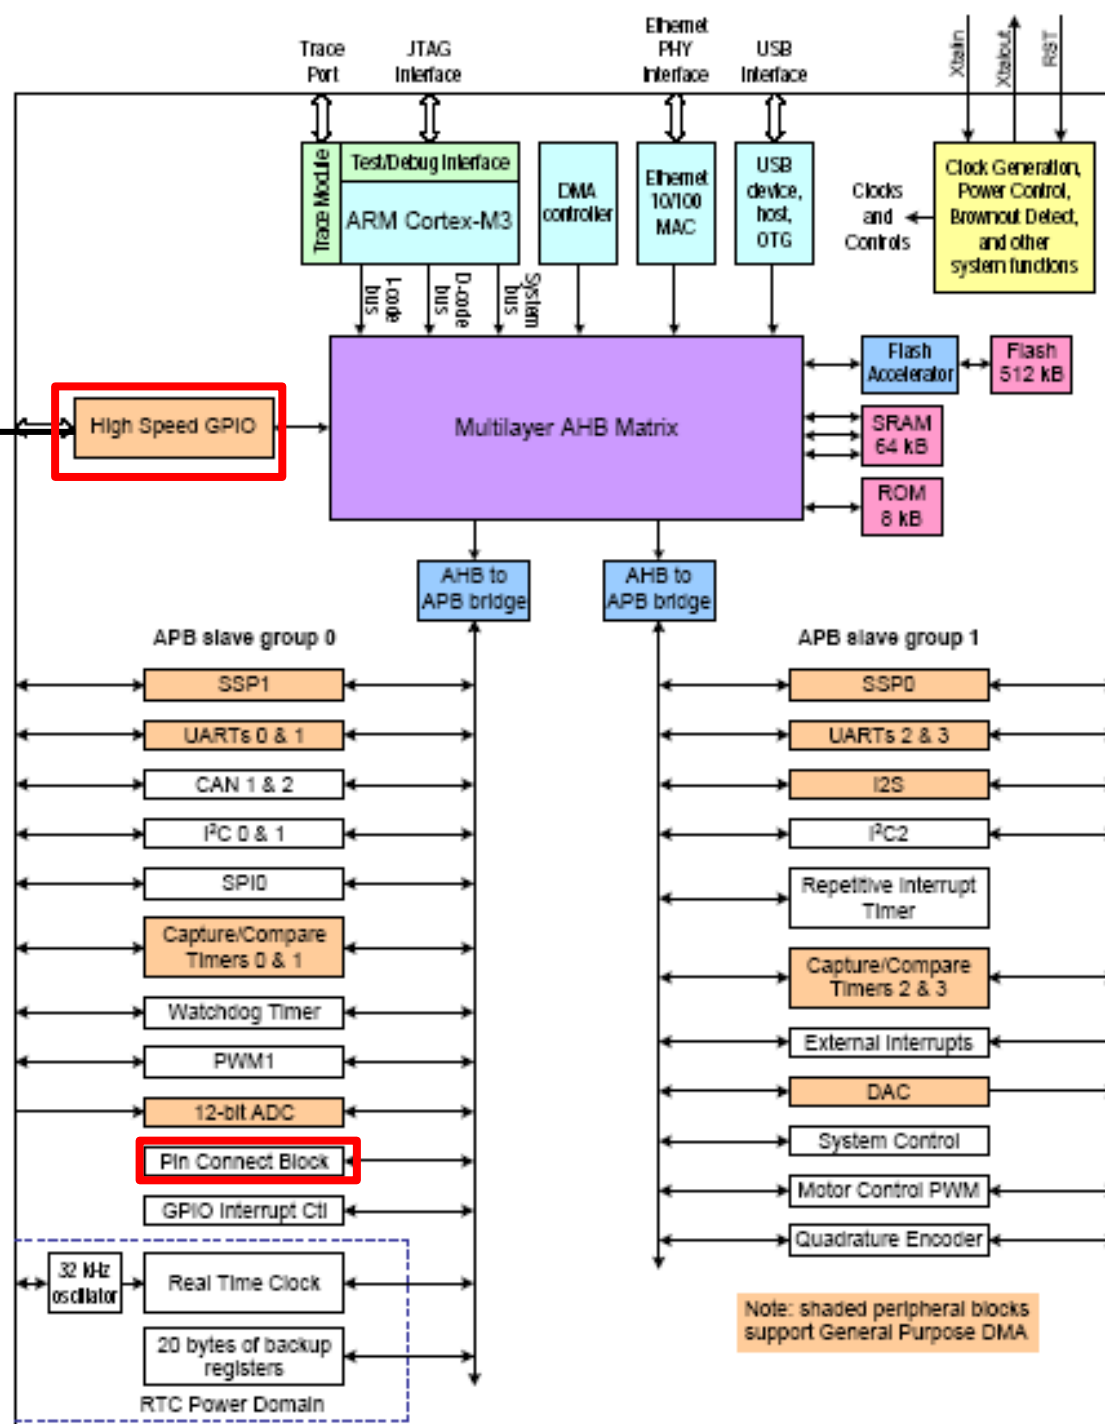 Trace
Port
JTAG
Interface
Ethernet
PHY
Interface
USB
Interface
Xtalin
Xtalout
RST
Trace Module
Test/Debug Interface
ARM Cortex-M3
DMA
controller
Ethernet
10/100
MAC
USB
device,
host,
OTG
Clocks
and
Controls
Clock Generation,
Power Control,
Brownout Detect,
and other
system functions
I-code
bus
D-code
bus
System
bus
High Speed GPIO
Multilayer AHB Matrix
Flash
Accelerator
Flash
512 kB
SRAM
64 kB
ROM
8 kB
AHB to
APB bridge
AHB to
APB bridge
APB slave group 0
SSP1
UARTs 0 & 1
CAN 1 & 2
I²C 0 & 1
SPI0
Capture/Compare
Timers 0 & 1
Watchdog Timer
PWM1
12-bit ADC
Pin Connect Block
GPIO Interrupt Ctl
32 kHz
oscillator
Real Time Clock
20 bytes of backup
registers
RTC Power Domain
APB slave group 1
SSP0
UARTs 2 & 3
I2S
I²C2
Repetitive Interrupt
Timer
Capture/Compare
Timers 2 & 3
External Interrupts
DAC
System Control
Motor Control PWM
Quadrature Encoder
Note: shaded peripheral blocks
support General Purpose DMA